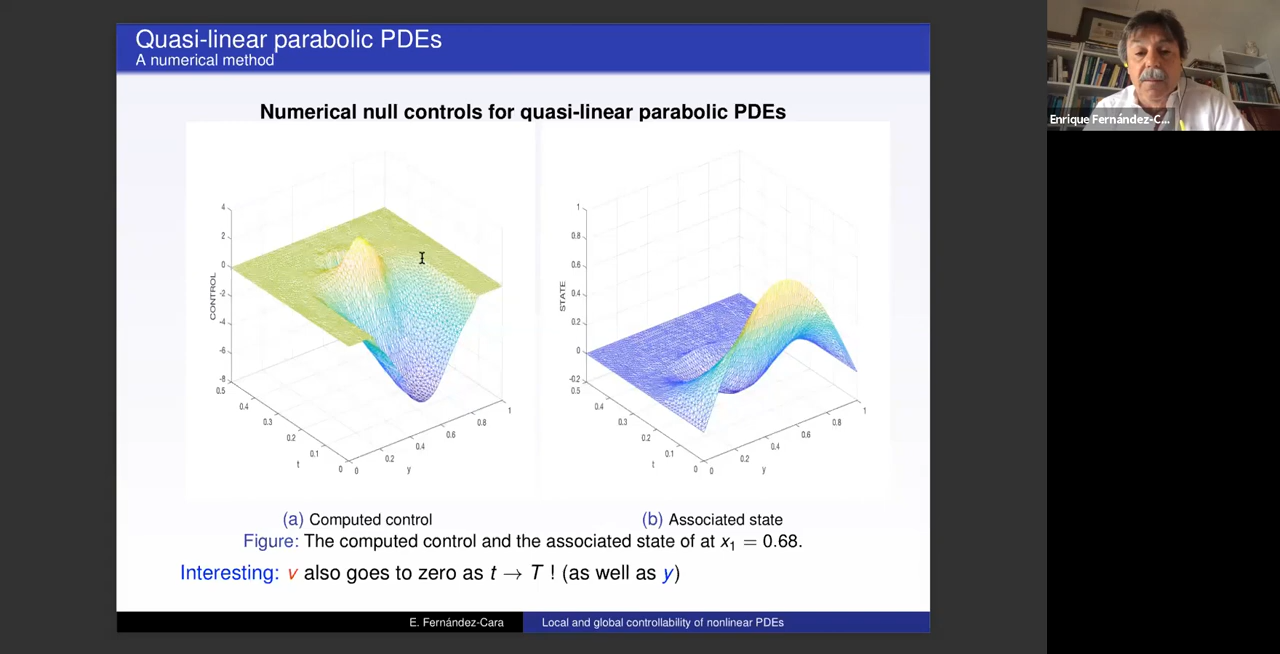 Quasi-linear parabolic PDEs
A numerical method
Numerical null controls for quasi-linear parabolic PDEs
4
2
0
-2
-4
-6
-8
CONTROL
0.5
0.4
0.3
0.2
0.1
0
t
0
0.2
0.4
0.6
0.8
1
y
1
0.8
0.6
0.4
0.2
0
-0.2
STATE
0.5
0.4
0.3
0.2
0.1
0
t
0
0.2
0.4
0.6
0.8
1
y
(a) Computed control
(b) Associated state
Figure: The computed control and the associated state of at x₁ = 0.68.
Interesting: v also goes to zero as t → T ! (as well as y)
E. Fernández-Cara
Local and global controllability of nonlinear PDEs
Enrique Fernández-C...